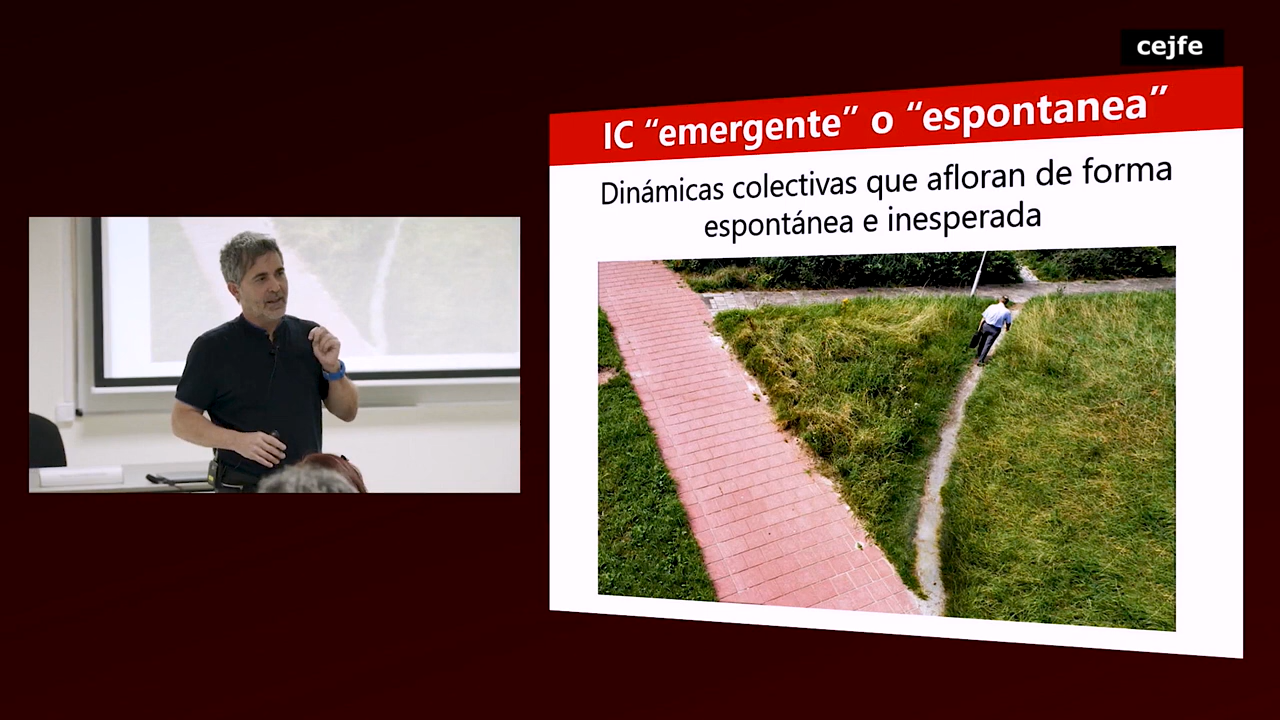 cejfe
IC “emergente” o “espontanea”
Dinámicas colectivas que afloran de forma
espontánea e inesperada